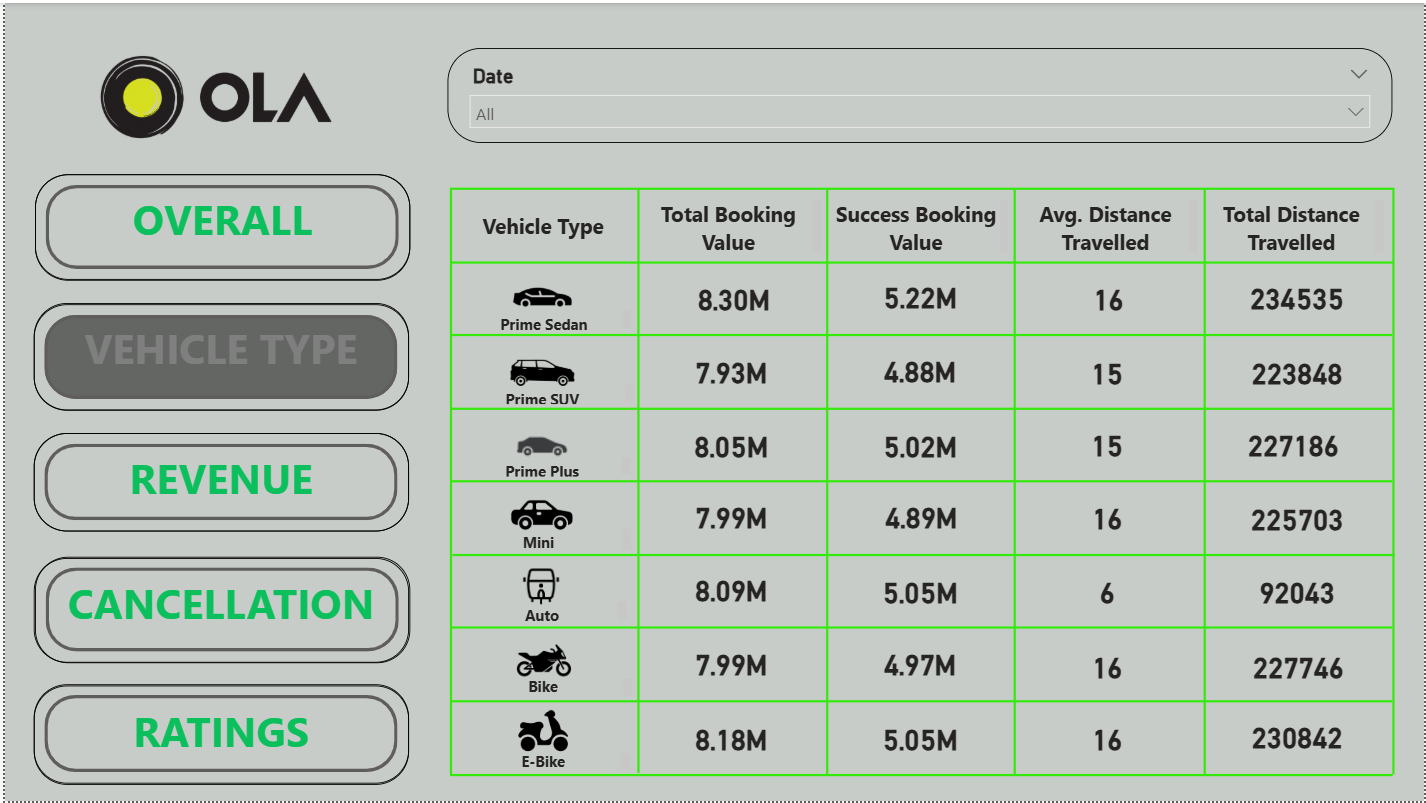 OLA
Date
All
OVERALL
VEHICLE TYPE
REVENUE
CANCELLATION
RATINGS
Vehicle Type
Total Booking
Value
Success Booking
Value
Avg. Distance
Travelled
Total Distance
Travelled
Prime Sedan
8.30M
5.22M
16
234535
Prime SUV
7.93M
4.88M
15
223848
Prime Plus
8.05M
5.02M
15
227186
Mini
7.99M
4.89M
16
225703
Auto
8.09M
5.05M
6
92043
Bike
7.99M
4.97M
16
227746
E-Bike
8.18M
5.05M
16
230842